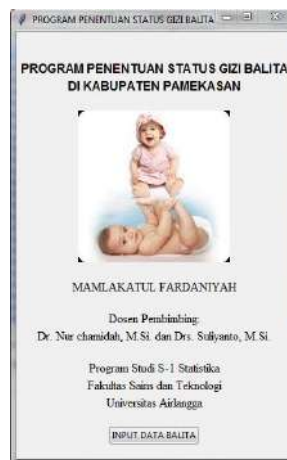 PROGRAM PENENTUAN STATUS GIZI BALITA
PROGRAM PENENTUAN STATUS GIZI BALITA
DI KABUPATEN PAMEKASAN
MAMLAKATUL FARDANIYAH
Dosen Pembimbing:
Dr. Nur chamidah, M.Si. dan Drs. Suliyanto, M.Si.
Program Studi S-1 Statistika
Fakultas Sains dan Teknologi
Universitas Airlangga
INPUT DATA BALITA